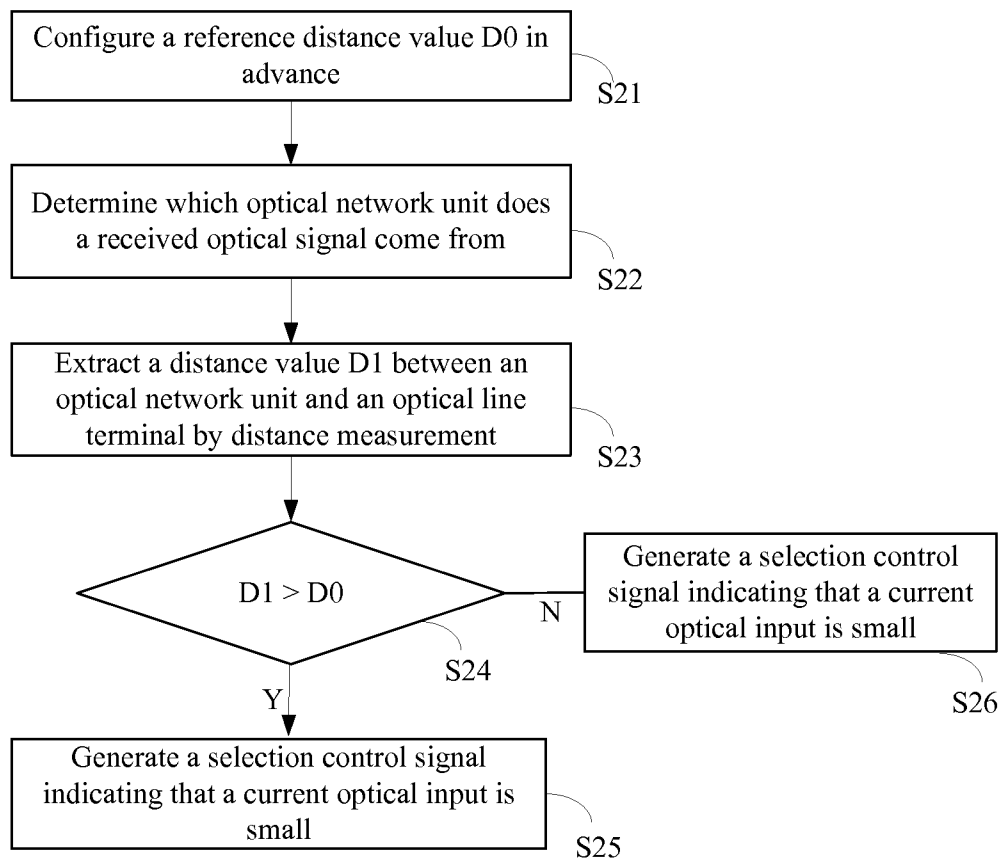 Configure a reference distance value D0 in
advance
S21
Determine which optical network unit does
a received optical signal come from
S22
Extract a distance value D1 between an
optical network unit and an optical line
terminal by distance measurement
S23
D1 > D0
S24
N
Generate a selection control
signal indicating that a current
optical input is small
S26
Y
Generate a selection control signal
indicating that a current optical input is
small
S25